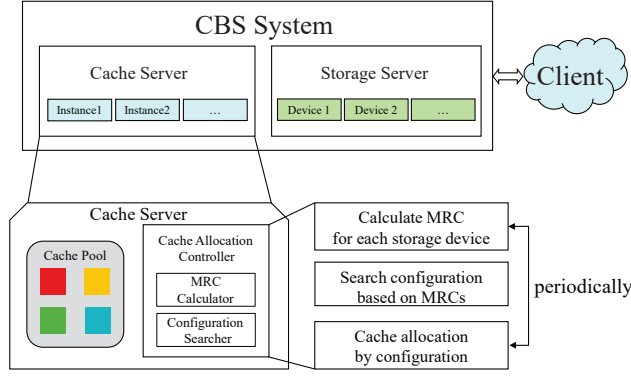 CBS System
Cache Server
Instance1
Instance2
...
Storage Server
Device 1
Device 2
...
Client
Cache Server
Cache Pool
Cache Allocation
Controller
MRC
Calculator
Configuration
Searcher
Calculate MRC
for each storage device
Search configuration
based on MRCs
Cache allocation
by configuration
periodically